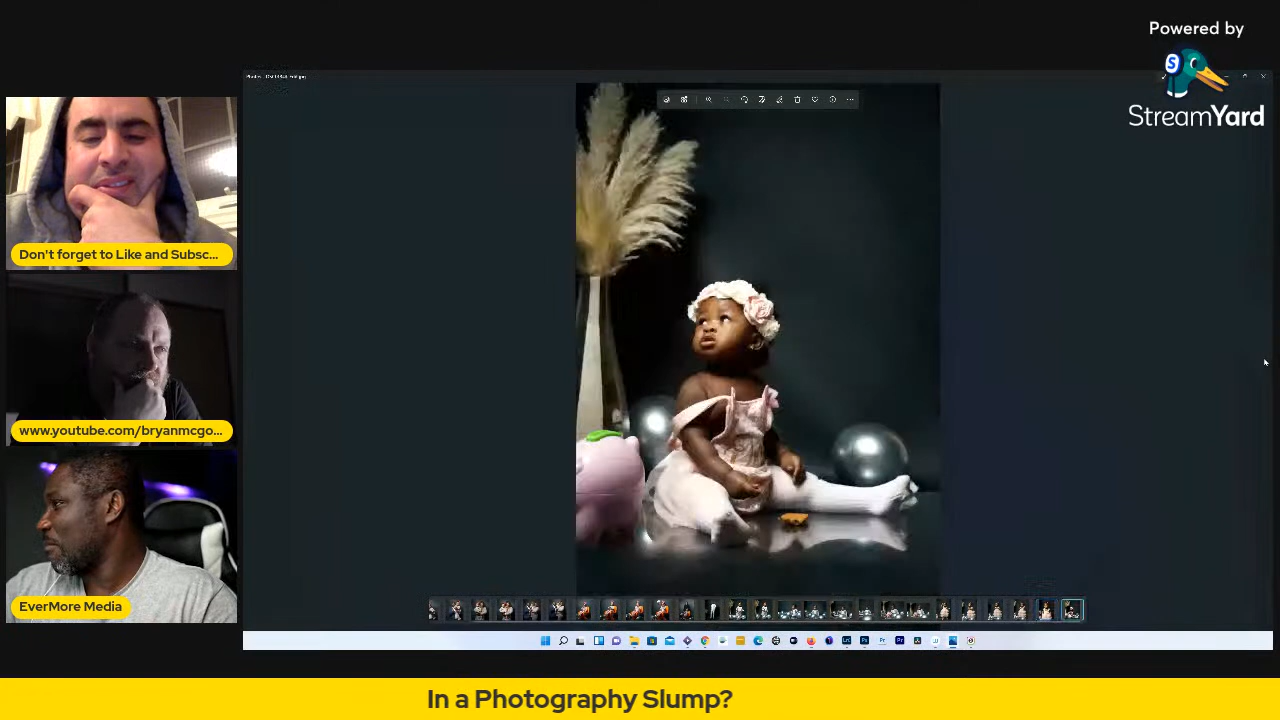 Powered by
StreamYard
Don't forget to Like and Subsc...
www.youtube.com/bryanmcgo...
EverMore Media
In a Photography Slump?